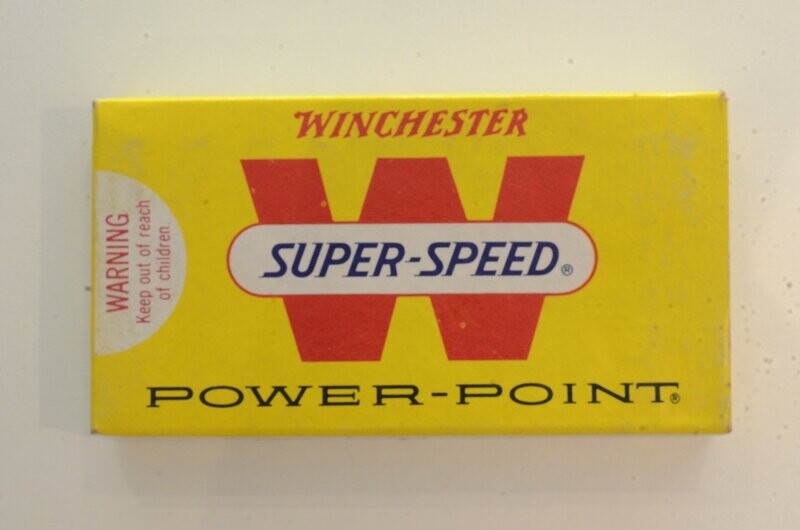 WINCHESTER
W
SUPER-SPEED®
POWER-POINT®
WARNING
Keep out of reach
of children.